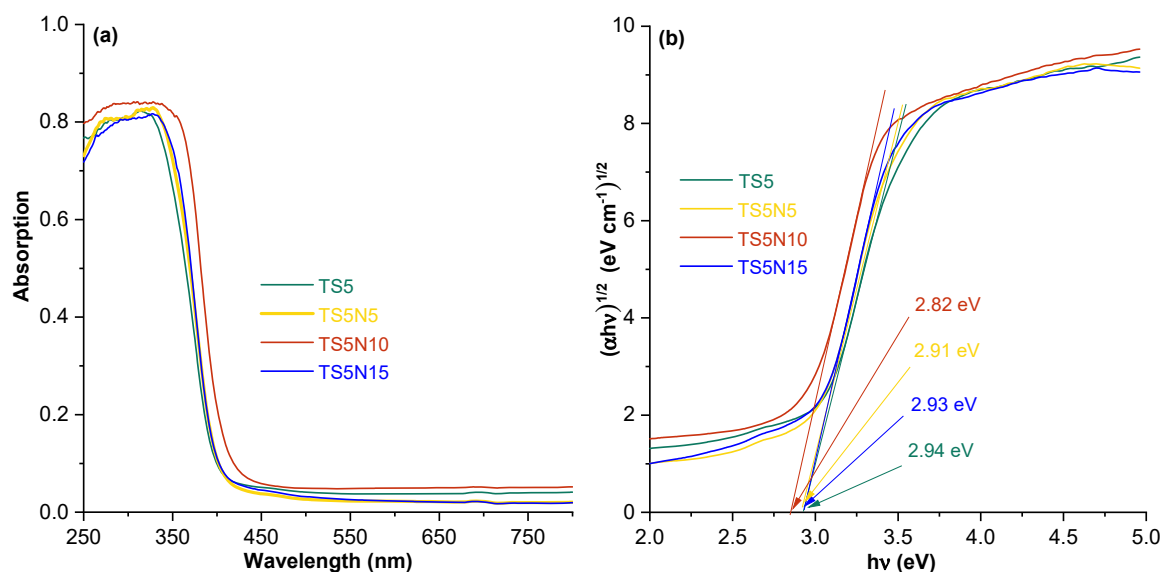 (a)
1.0
0.8
0.6
0.4
0.2
0.0
Absorption
TS5
TS5N5
TS5N10
TS5N15
250
350
450
550
650
750
Wavelength (nm)
(b)
10
8
6
4
2
0
(αhν)^1/2 (eV cm^-1)^1/2
TS5
TS5N5
TS5N10
TS5N15
2.82 eV
2.91 eV
2.93 eV
2.94 eV
2.0
2.5
3.0
3.5
4.0
4.5
5.0
hν (eV)